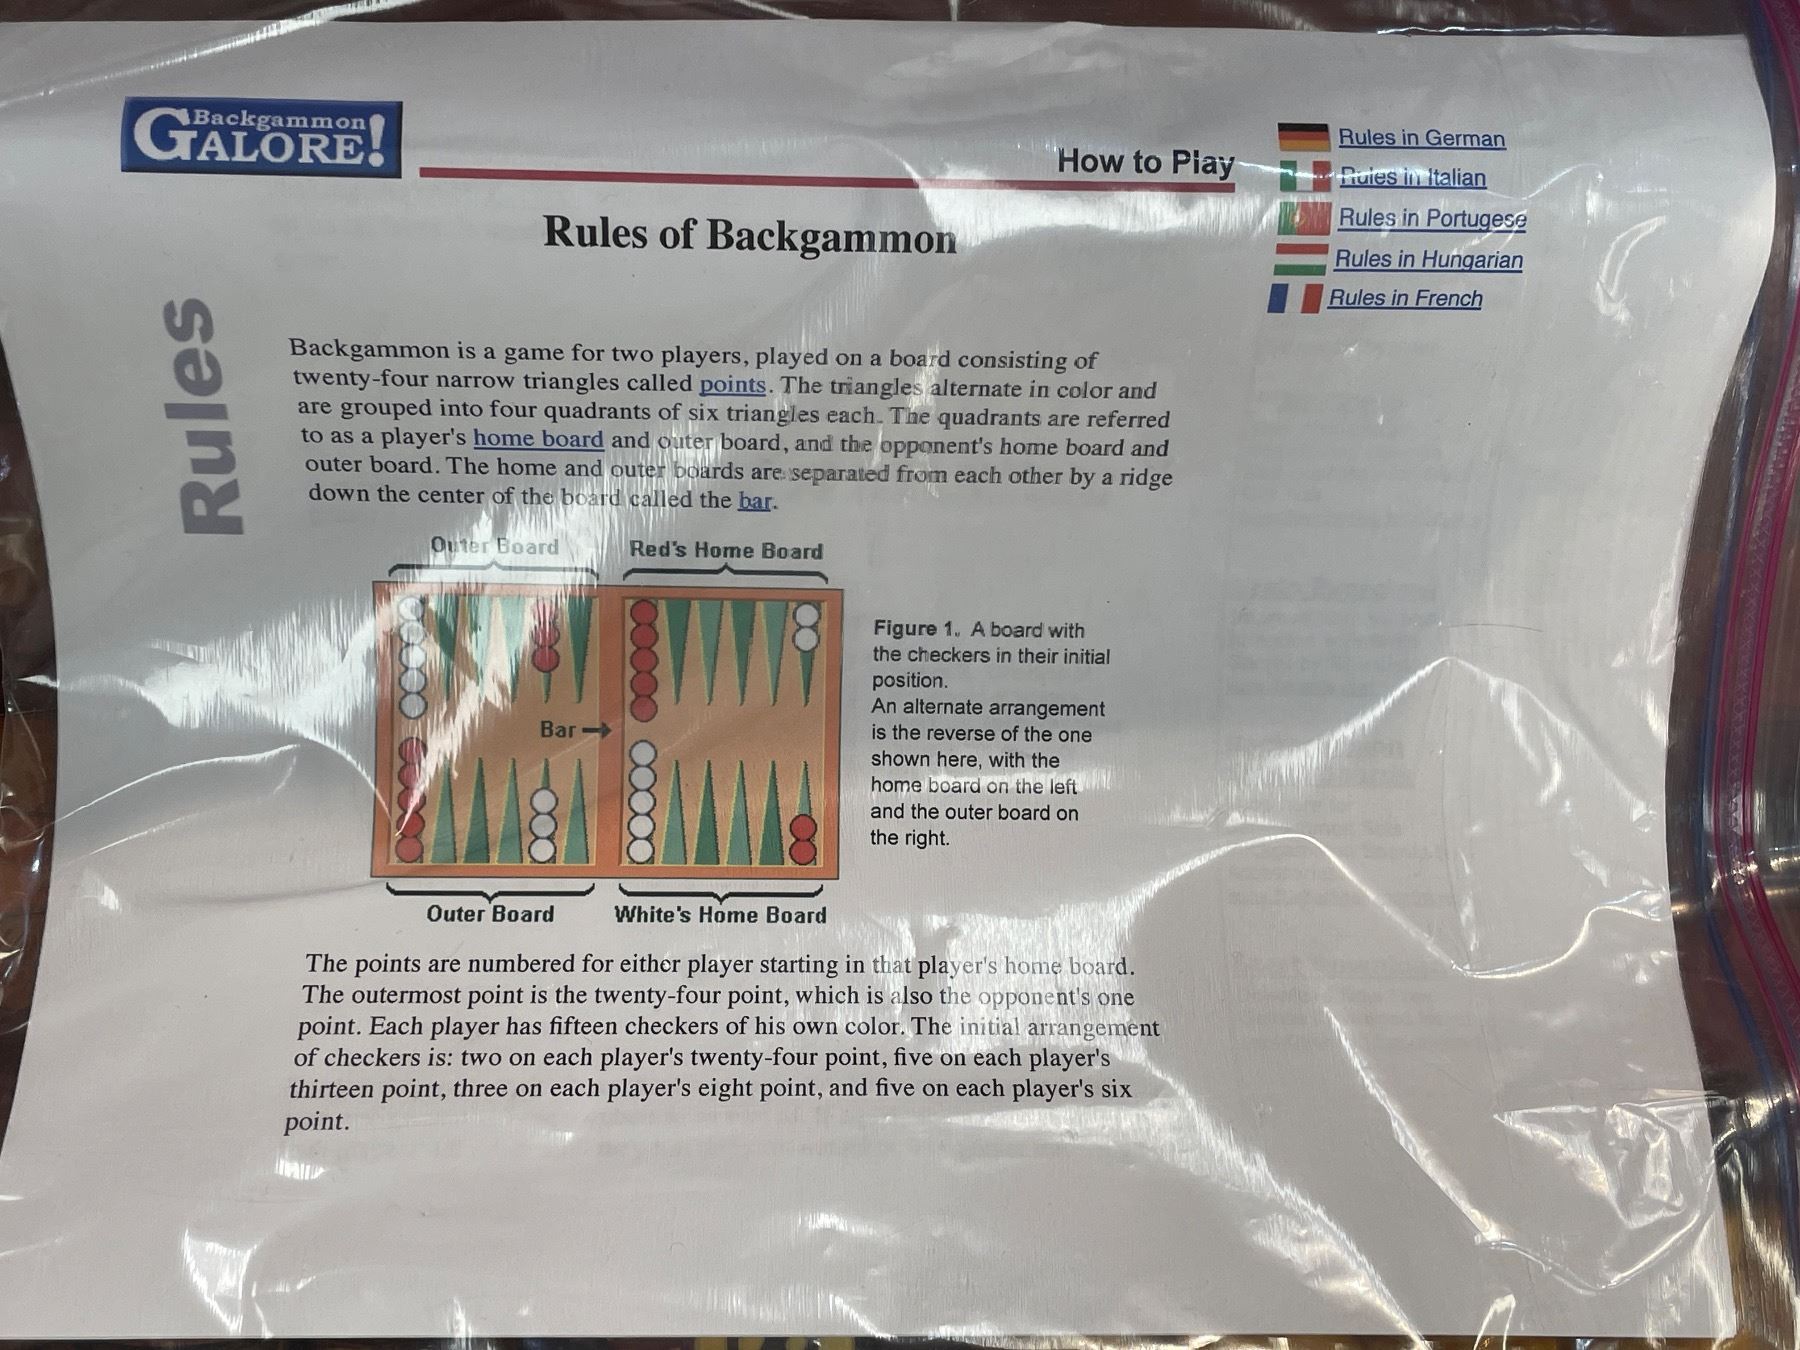 Backgammon
GALORE!
How to Play
Rules in German
Rules in Italian
Rules in Portugese
Rules in Hungarian
Rules in French
Rules of Backgammon
Rules
Backgammon is a game for two players, played on a board consisting of
twenty-four narrow triangles called points. The triangles alternate in color and
are grouped into four quadrants of six triangles each. The quadrants are referred
to as a player's home board and outer board, and the opponent's home board and
outer board. The home and outer boards are separated from each other by a ridge
down the center of the board called the bar.
Outer Board
Red's Home Board
Bar
Outer Board
White's Home Board
Figure 1. A board with
the checkers in their initial
position.
An alternate arrangement
is the reverse of the one
shown here, with the
home board on the left
and the outer board on
the right.
The points are numbered for either player starting in that player's home board.
The outermost point is the twenty-four point, which is also the opponent's one
point. Each player has fifteen checkers of his own color. The initial arrangement
of checkers is: two on each player's twenty-four point, five on each player's
thirteen point, three on each player's eight point, and five on each player's six
point.